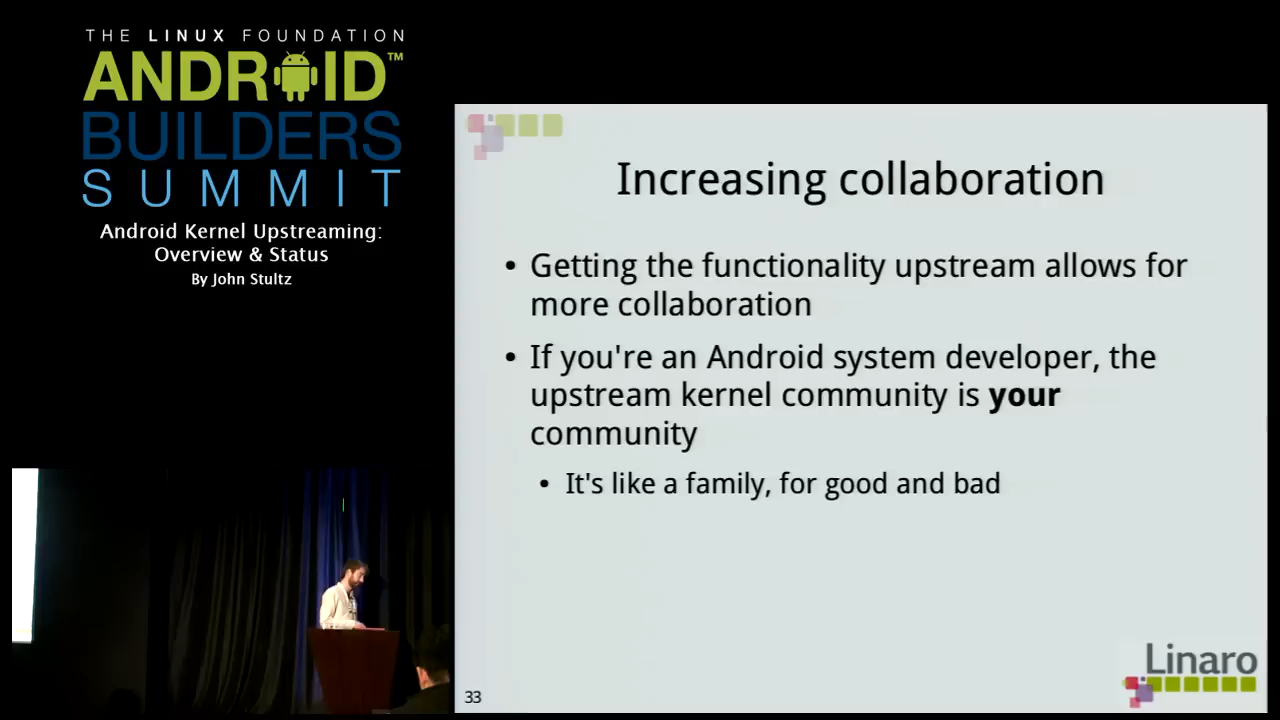 THE LINUX FOUNDATION
ANDROID™
BUILDERS
SUMMIT
Android Kernel Upstreaming:
Overview & Status
By John Stultz
Increasing collaboration
• Getting the functionality upstream allows for
more collaboration
• If you're an Android system developer, the
upstream kernel community is your
community
• It's like a family, for good and bad
Linaro
33